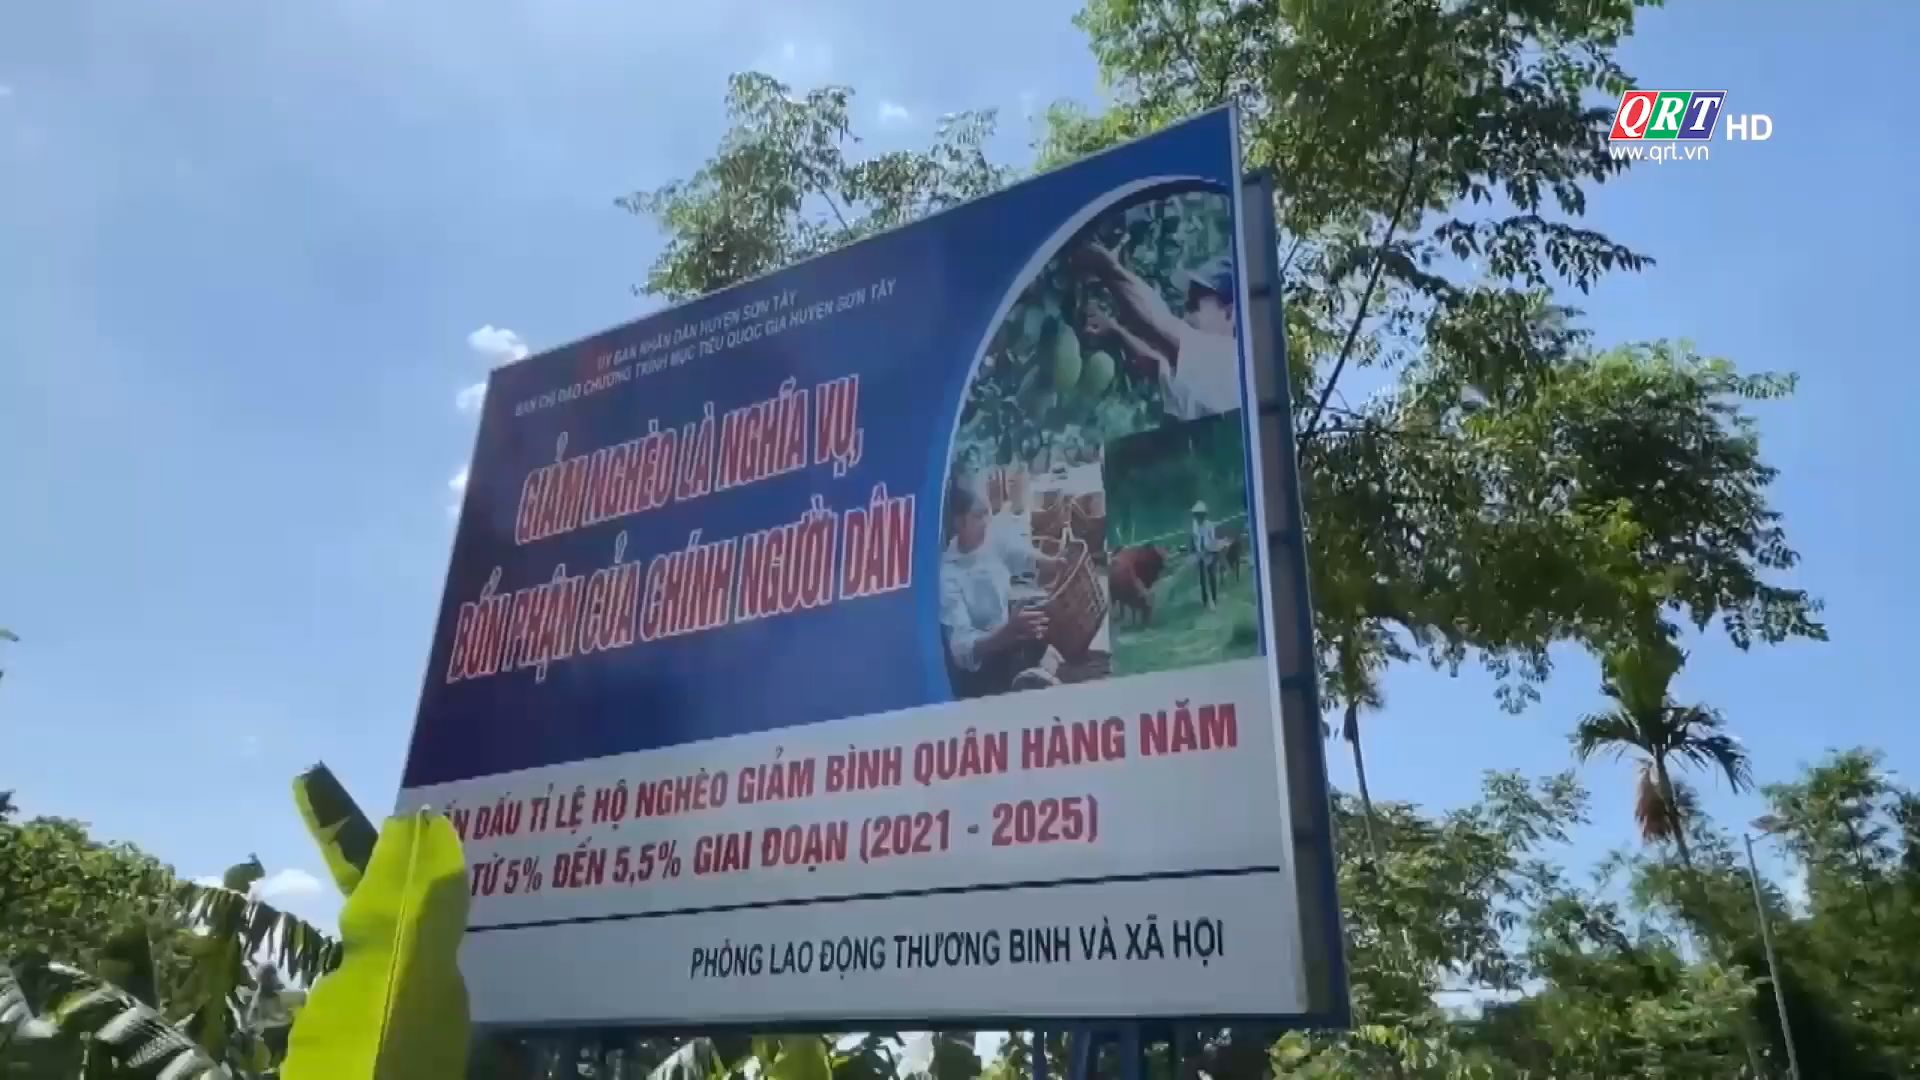 QRT HD
www.qrt.vn
ỦY BAN NHÂN DÂN HUYỆN SƠN TÂY
BAN CHỈ ĐẠO CHƯƠNG TRÌNH MỤC TIÊU QUỐC GIA HUYỆN SƠN TÂY
GIẢM NGHÈO LÀ NGHĨA VỤ,
BỔN PHẬN CỦA CHÍNH NGƯỜI DÂN
DẤU TỈ LỆ HỘ NGHÈO GIẢM BÌNH QUÂN HÀNG NĂM
TỪ 5% ĐẾN 5,5% GIAI ĐOẠN (2021 - 2025)
PHÒNG LAO ĐỘNG THƯƠNG BINH VÀ XÃ HỘI